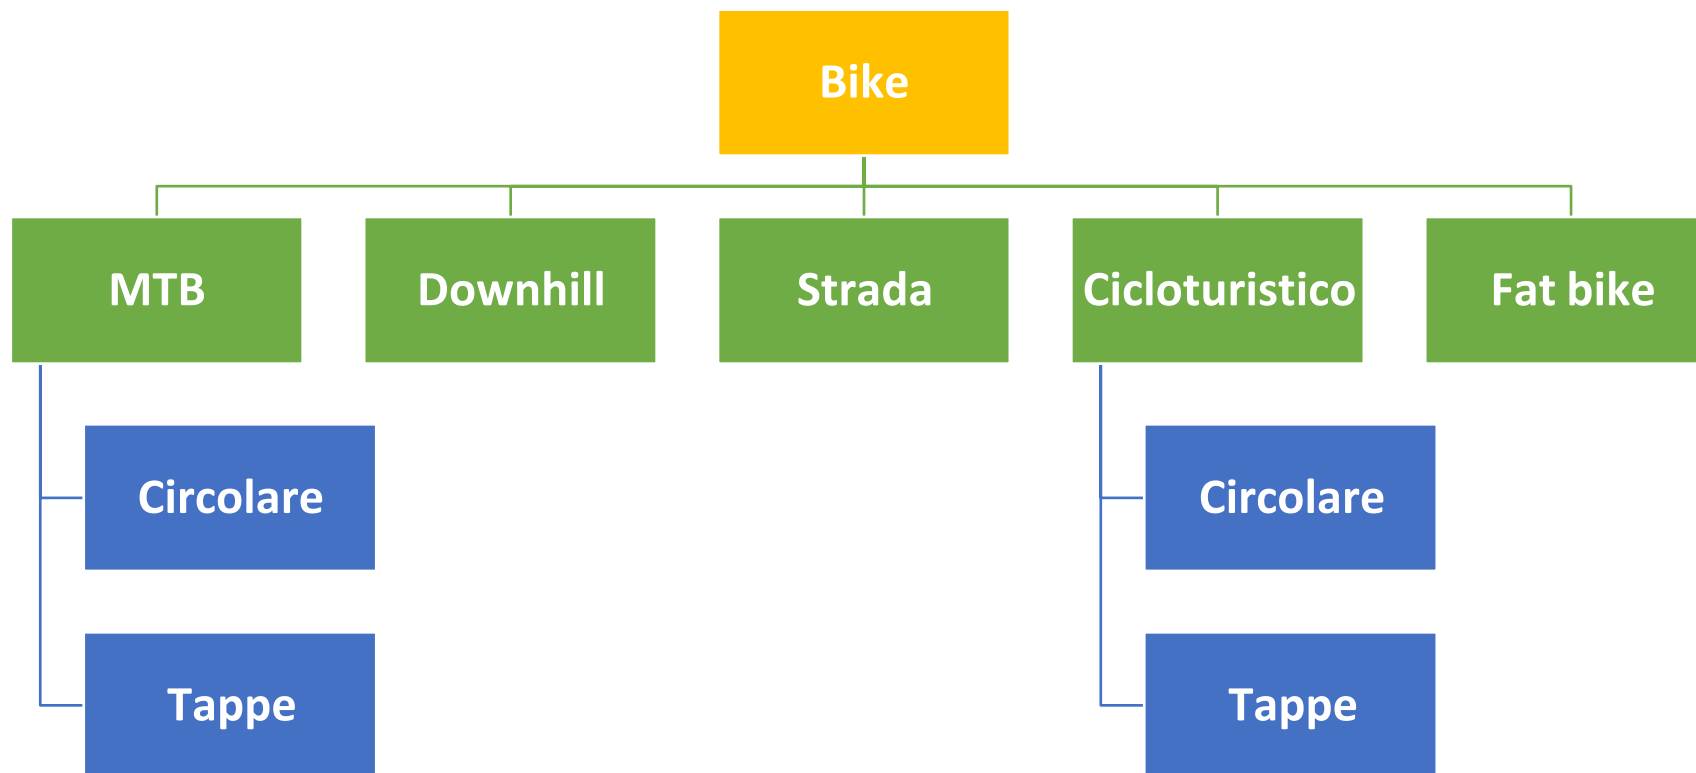 Bike
MTB
Downhill
Strada
Cicloturistico
Fat bike
Circolare
Circolare
Tappe
Tappe